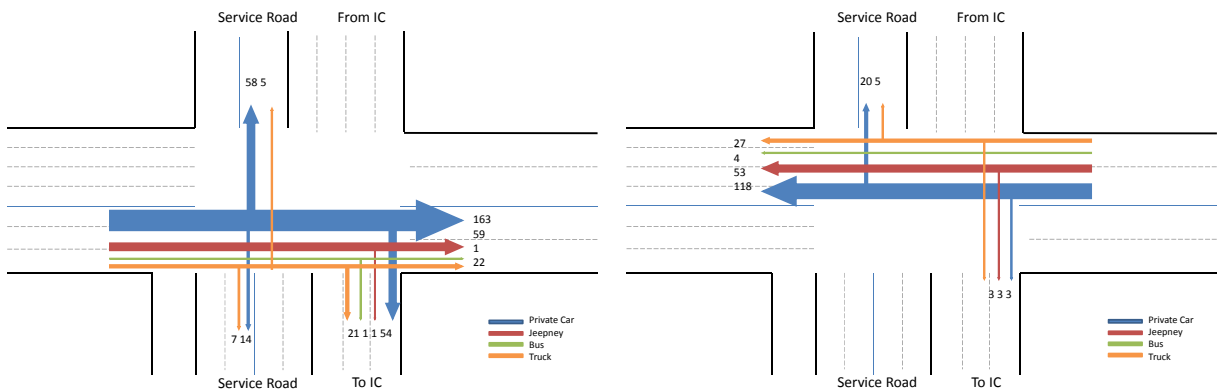 Service Road From IC
58 5
163
59
1
22
7 14
21 1 1 54
Private Car
Jeepney
Bus
Truck
Service Road To IC
Service Road From IC
20 5
27
4
53
118
3 3 3
Private Car
Jeepney
Bus
Truck
Service Road To IC